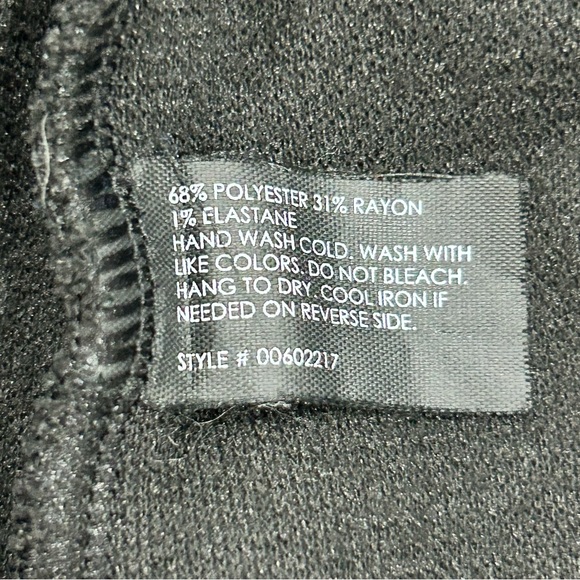 68% POLYESTER 31% RAYON
1% ELASTANE
HAND WASH COLD. WASH WITH
LIKE COLORS. DO NOT BLEACH.
HANG TO DRY. COOL IRON IF
NEEDED ON REVERSE SIDE.
STYLE # 00602217